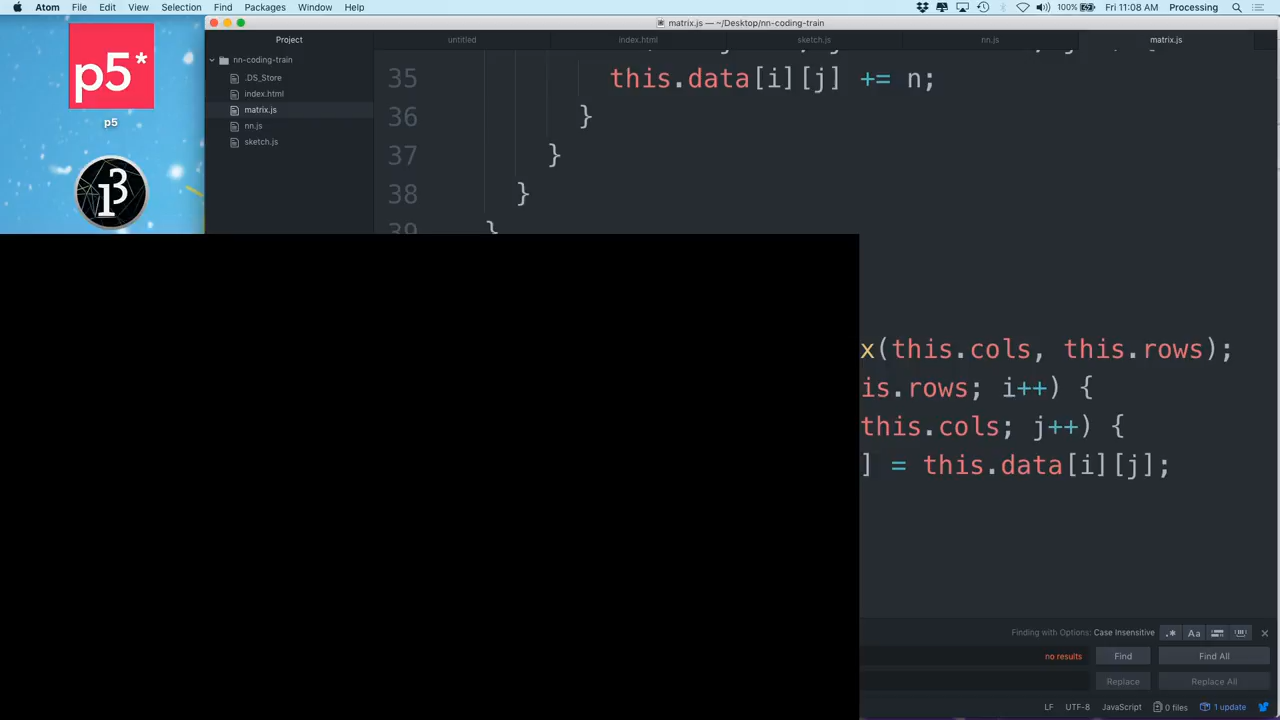 Atom File Edit View Selection Find Packages Window Help 100% Fri 11:08 AM Processing
matrix.js — ~/Desktop/nn-coding-train
p5*
p5
Project
nn-coding-train
.DS_Store
index.html
matrix.js
nn.js
sketch.js
untitled index.html sketch.js nn.js matrix.js
35 this.data[i][j] += n;
36 }
37 }
38 }
39 }
x(this.cols, this.rows);
is.rows; i++) {
this.cols; j++) {
] = this.data[i][j];
Finding with Options: Case Insensitive .* Aa
no results Find Find All
Replace Replace All
LF UTF-8 JavaScript 0 files 1 update